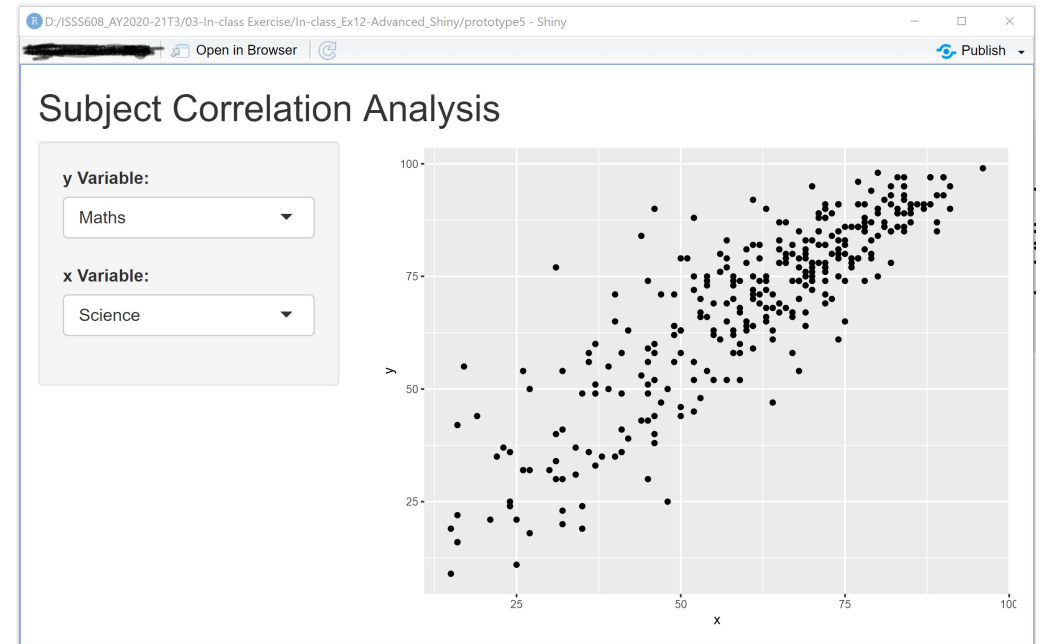 D:/ISSS608_AY2020-21T3/03-In-class Exercise/In-class_Ex12-Advanced_Shiny/prototype5 - Shiny
Open in Browser
Publish
Subject Correlation Analysis
y Variable:
Maths
x Variable:
Science
100
75
50
25
y
25
50
75
100
x